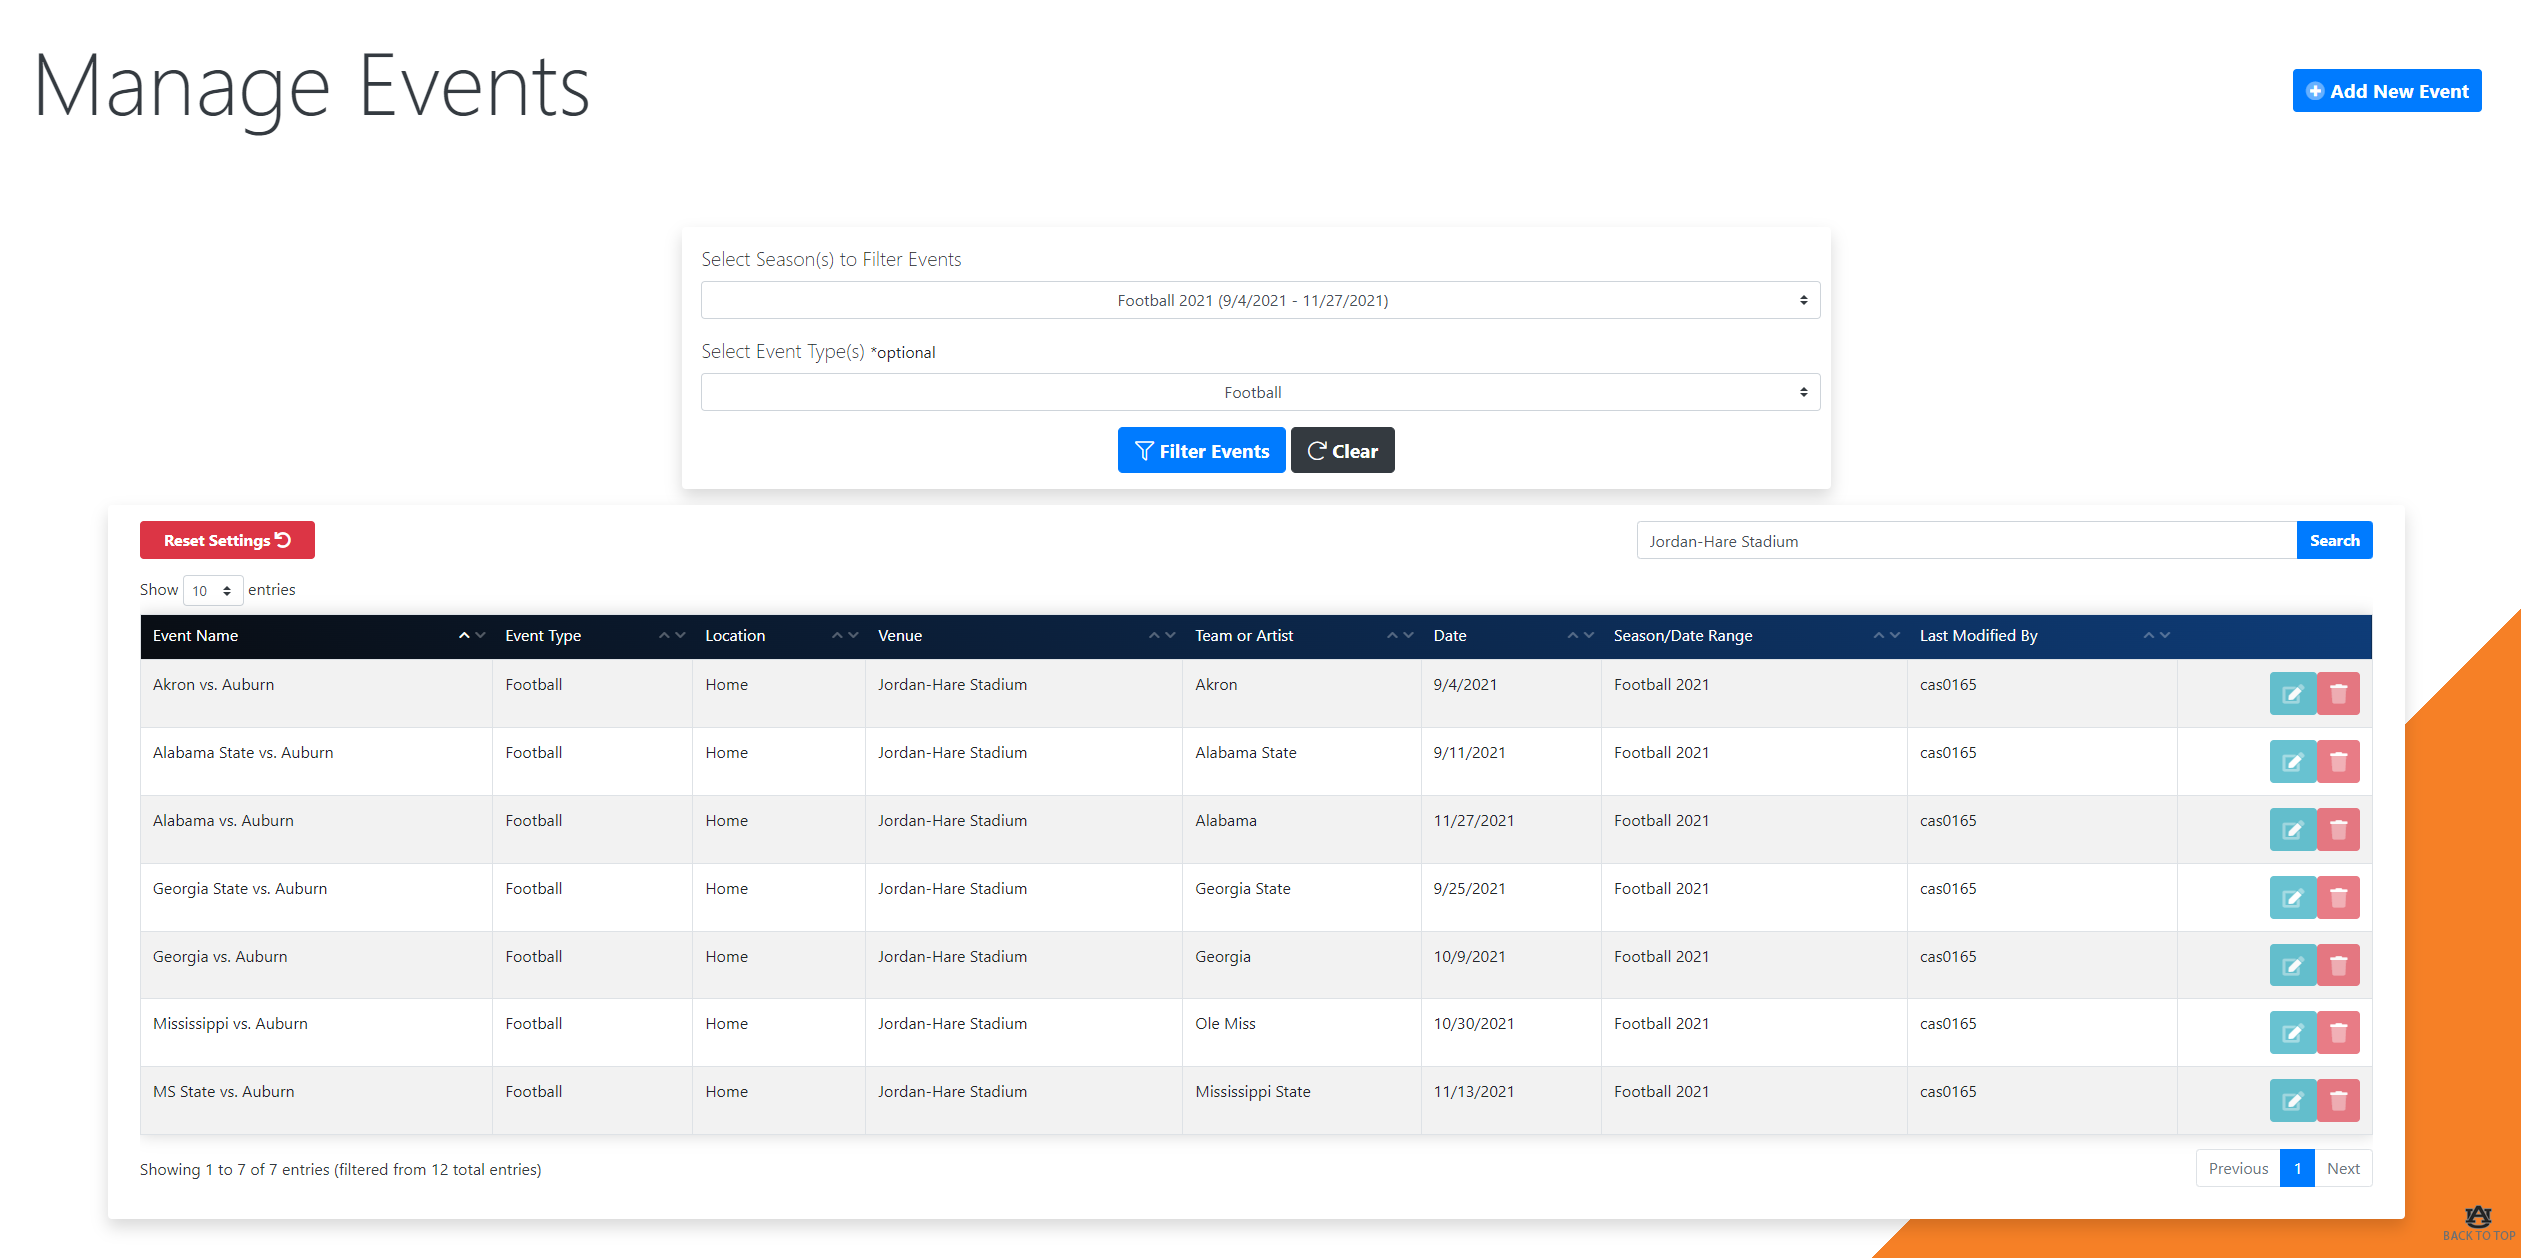 Manage Events
Add New Event
Select Season(s) to Filter Events
Football 2021 (9/4/2021 - 11/27/2021)
Select Event Type(s) *optional
Football
Filter Events Clear
Reset Settings Jordan-Hare Stadium Search
Show 10 entries
Event Name Event Type Location Venue Team or Artist Date Season/Date Range Last Modified By
Akron vs. Auburn Football Home Jordan-Hare Stadium Akron 9/4/2021 Football 2021 cas0165
Alabama State vs. Auburn Football Home Jordan-Hare Stadium Alabama State 9/11/2021 Football 2021 cas0165
Alabama vs. Auburn Football Home Jordan-Hare Stadium Alabama 11/27/2021 Football 2021 cas0165
Georgia State vs. Auburn Football Home Jordan-Hare Stadium Georgia State 9/25/2021 Football 2021 cas0165
Georgia vs. Auburn Football Home Jordan-Hare Stadium Georgia 10/9/2021 Football 2021 cas0165
Mississippi vs. Auburn Football Home Jordan-Hare Stadium Ole Miss 10/30/2021 Football 2021 cas0165
MS State vs. Auburn Football Home Jordan-Hare Stadium Mississippi State 11/13/2021 Football 2021 cas0165
Showing 1 to 7 of 7 entries (filtered from 12 total entries) Previous 1 Next
AU
BACK TO TOP